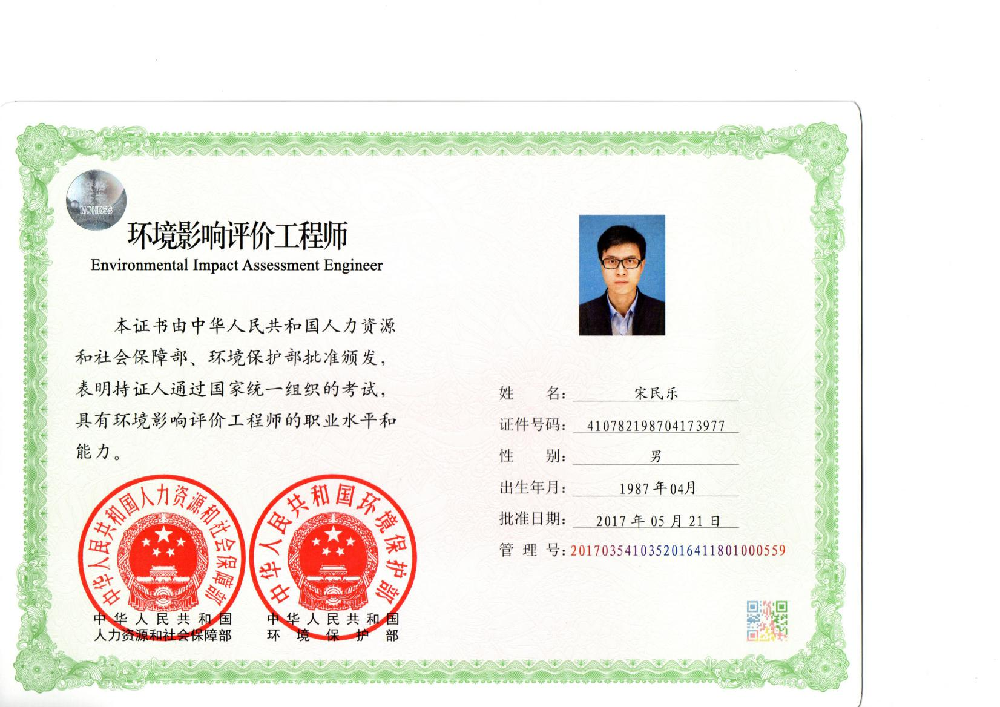 资格
证书
MOHRSS
环境影响评价工程师
Environmental Impact Assessment Engineer
本证书由中华人民共和国人力资源
和社会保障部、环境保护部批准颁发，
表明持证人通过国家统一组织的考试，
具有环境影响评价工程师的职业水平和
能力。
中华人民共和国人力资源和社会保障部
中华人民共和国环境保护部
中华人民共和国
人力资源和社会保障部
中华人民共和国
环境保护部
姓名：宋民乐
证件号码：410782198704173977
性别：男
出生年月：1987年04月
批准日期：2017年05月21日
管理号：2017035410352016411801000559